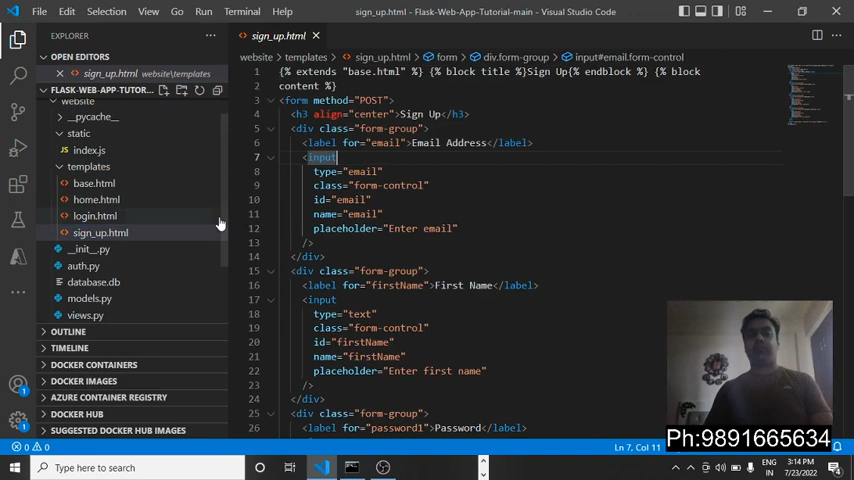 File Edit Selection View Go Run Terminal Help
sign_up.html - Flask-Web-App-Tutorial-main - Visual Studio Code
EXPLORER
OPEN EDITORS
sign_up.html website\templates
FLASK-WEB-APP-TUTOR...
website
__pycache__
static
index.js
templates
base.html
home.html
login.html
sign_up.html
__init__.py
auth.py
database.db
models.py
views.py
OUTLINE
TIMELINE
DOCKER CONTAINERS
DOCKER IMAGES
AZURE CONTAINER REGISTRY
DOCKER HUB
SUGGESTED DOCKER HUB IMAGES
sign_up.html
website > templates > sign_up.html > form > div.form-group > input#email.form-control
1 {% extends "base.html" %} {% block title %}Sign Up{% endblock %} {% block
2 content %}
3 <form method="POST">
4 <h3 align="center">Sign Up</h3>
5 <div class="form-group">
6 <label for="email">Email Address</label>
7 <input
8 type="email"
9 class="form-control"
10 id="email"
11 name="email"
12 placeholder="Enter email"
13 />
14 </div>
15 <div class="form-group">
16 <label for="firstName">First Name</label>
17 <input
18 type="text"
19 class="form-control"
20 id="firstName"
21 name="firstName"
22 placeholder="Enter first name"
23 />
24 </div>
25 <div class="form-group">
26 <label for="password1">Password</label>
Ph:9891665634
0 0
Ln 7, Col 11
1
1
Type here to search
ENG
IN
3:14 PM
7/23/2022
4